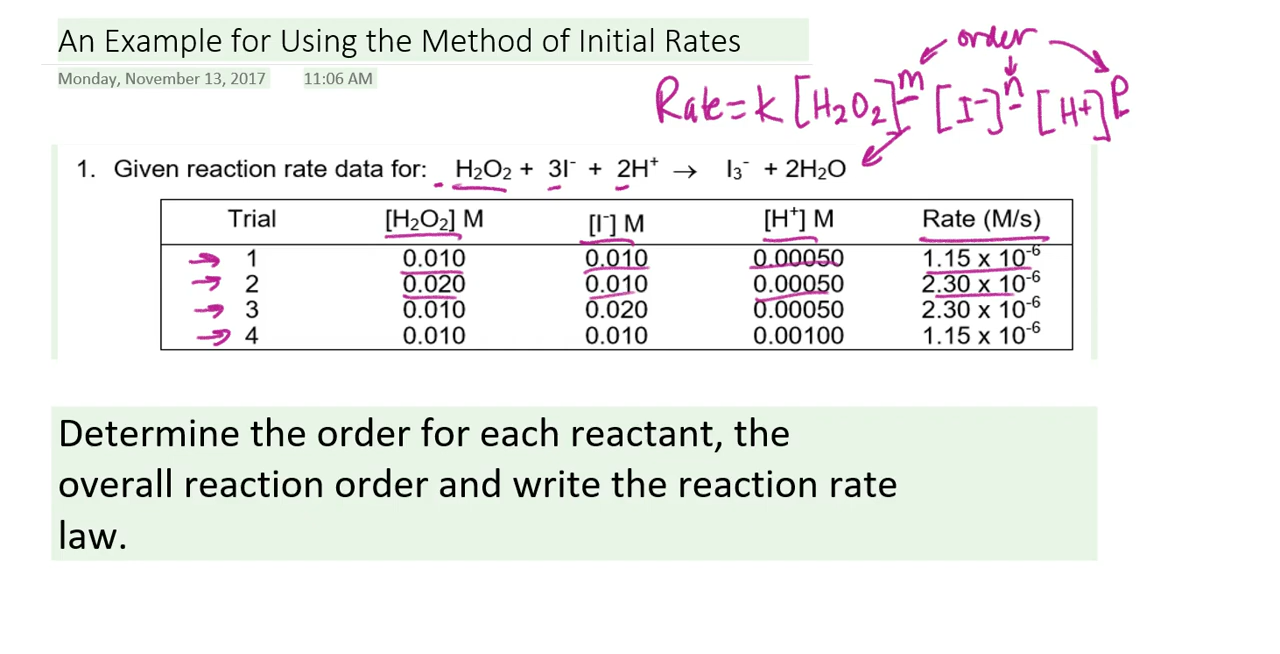 An Example for Using the Method of Initial Rates
Monday, November 13, 2017 11:06 AM
order
Rate = k [H₂O₂]ᵐ [I⁻]ⁿ [H⁺]ᵖ
1. Given reaction rate data for: H₂O₂ + 3I⁻ + 2H⁺ → I₃⁻ + 2H₂O
Trial [H₂O₂] M [I⁻] M [H⁺] M Rate (M/s)
1 0.010 0.010 0.00050 1.15 x 10⁻⁶
2 0.020 0.010 0.00050 2.30 x 10⁻⁶
3 0.010 0.020 0.00050 2.30 x 10⁻⁶
4 0.010 0.010 0.00100 1.15 x 10⁻⁶
Determine the order for each reactant, the
overall reaction order and write the reaction rate
law.